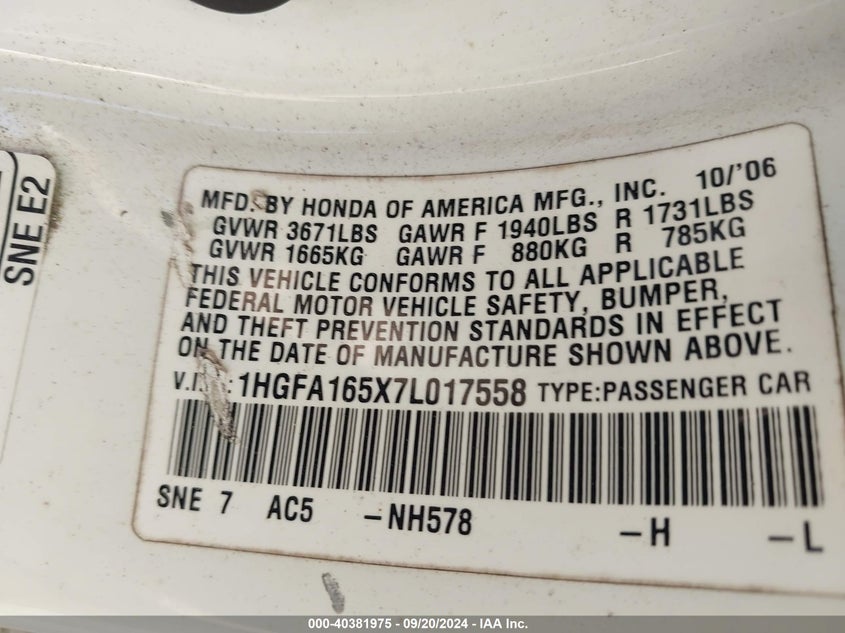 SNE E2
MFD. BY HONDA OF AMERICA MFG., INC. 10/'06
GVWR 3671LBS GAWR F 1940LBS R 1731LBS
GVWR 1665KG GAWR F 880KG R 785KG
THIS VEHICLE CONFORMS TO ALL APPLICABLE
FEDERAL MOTOR VEHICLE SAFETY, BUMPER,
AND THEFT PREVENTION STANDARDS IN EFFECT
ON THE DATE OF MANUFACTURE SHOWN ABOVE.
V.I.N.: 1HGFA165X7L017558 TYPE:PASSENGER CAR
SNE 7 AC5 -NH578 -H -L
000-40381975 - 09/20/2024 - IAA Inc.